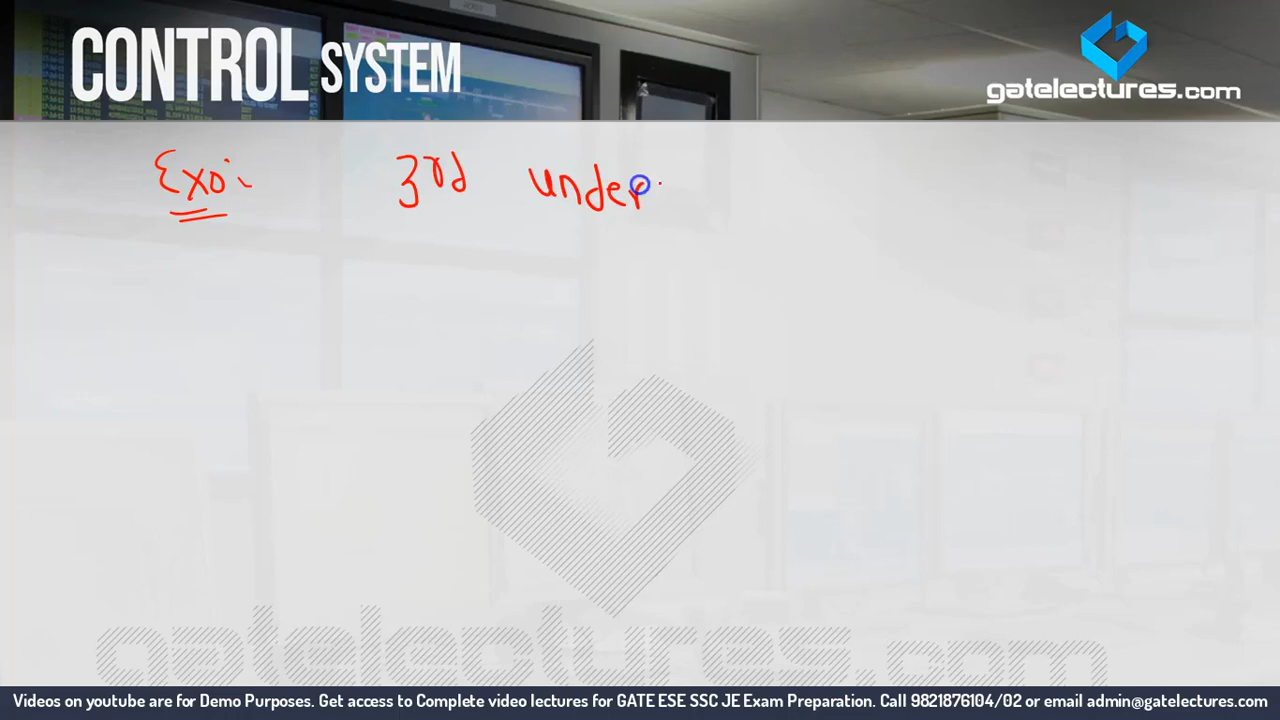 CONTROL SYSTEM
gatelectures.com
Exo:
3rd under
gatelectures.com
Videos on youtube are for Demo Purposes. Get access to Complete video lectures for GATE ESE SSC JE Exam Preparation. Call 9821876104/02 or email admin@gatelectures.com